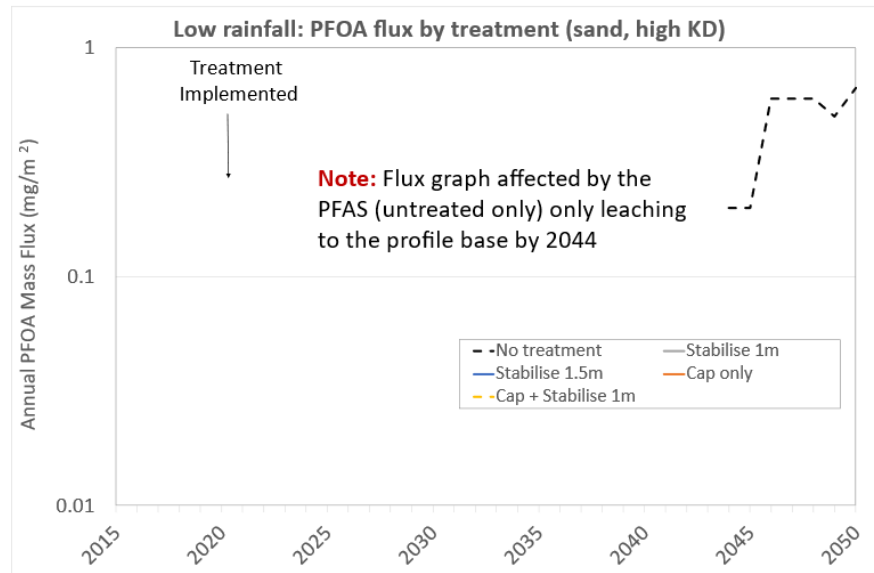 Low rainfall: PFOA flux by treatment (sand, high KD)
1
Treatment
Implemented
Note: Flux graph affected by the
PFAS (untreated only) only leaching
to the profile base by 2044
Annual PFOA Mass Flux (mg/m ²)
0.1
No treatment Stabilise 1m
Stabilise 1.5m Cap only
Cap + Stabilise 1m
0.01
2015 2020 2025 2030 2035 2040 2045 2050